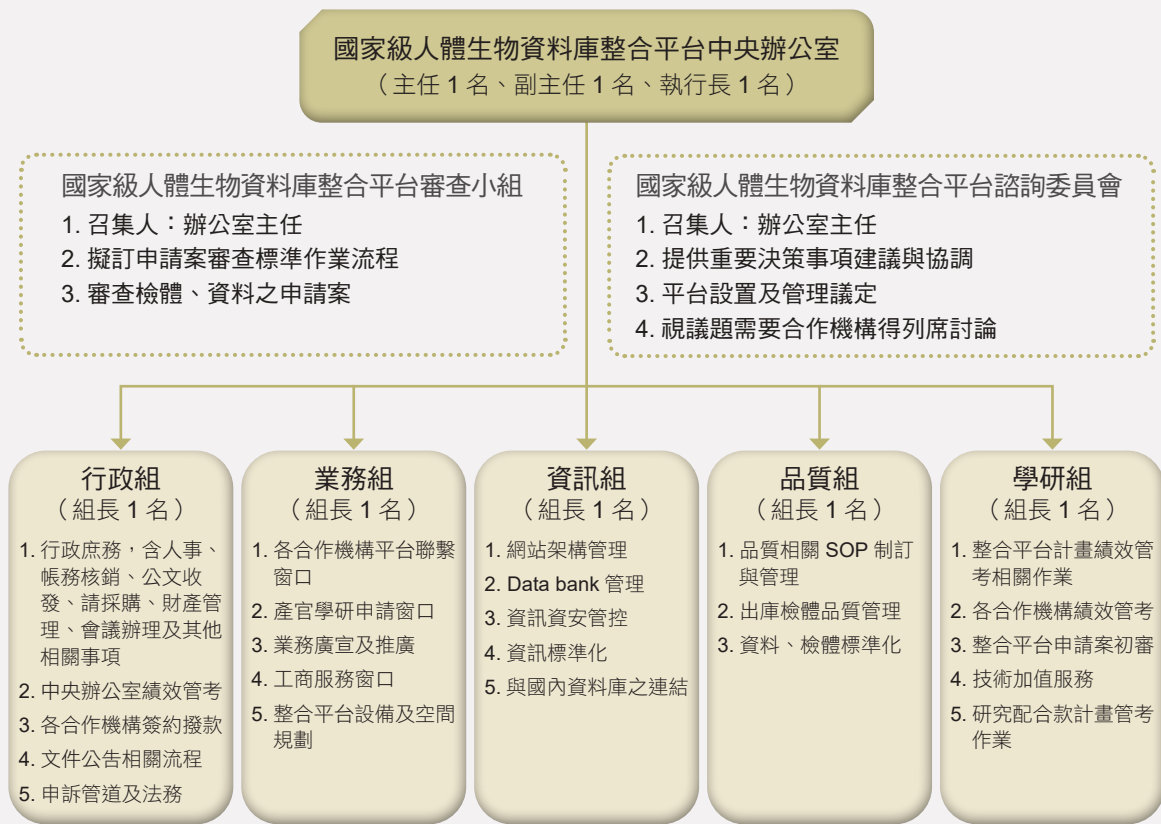 國家級人體生物資料庫整合平台中央辦公室
（主任 1 名、副主任 1 名、執行長 1 名）
國家級人體生物資料庫整合平台審查小組
1. 召集人：辦公室主任
2. 擬訂申請案審查標準作業流程
3. 審查檢體、資料之申請案
國家級人體生物資料庫整合平台諮詢委員會
1. 召集人：辦公室主任
2. 提供重要決策事項建議與協調
3. 平台設置及管理議定
4. 視議題需要合作機構得列席討論
行政組
（組長 1 名）
1. 行政庶務，含人事、
帳務核銷、公文收
發、請採購、財產管
理、會議辦理及其他
相關事項
2. 中央辦公室績效管考
3. 各合作機構簽約撥款
4. 文件公告相關流程
5. 申訴管道及法務
業務組
（組長 1 名）
1. 各合作機構平台聯繫
窗口
2. 產官學研申請窗口
3. 業務廣宣及推廣
4. 工商服務窗口
5. 整合平台設備及空間
規劃
資訊組
（組長 1 名）
1. 網站架構管理
2. Data bank 管理
3. 資訊資安管控
4. 資訊標準化
5. 與國內資料庫之連結
品質組
（組長 1 名）
1. 品質相關 SOP 制訂
與管理
2. 出庫檢體品質管理
3. 資料、檢體標準化
學研組
（組長 1 名）
1. 整合平台計畫績效管
考相關作業
2. 各合作機構績效管考
3. 整合平台申請案初審
4. 技術加值服務
5. 研究配合款計畫管考
作業